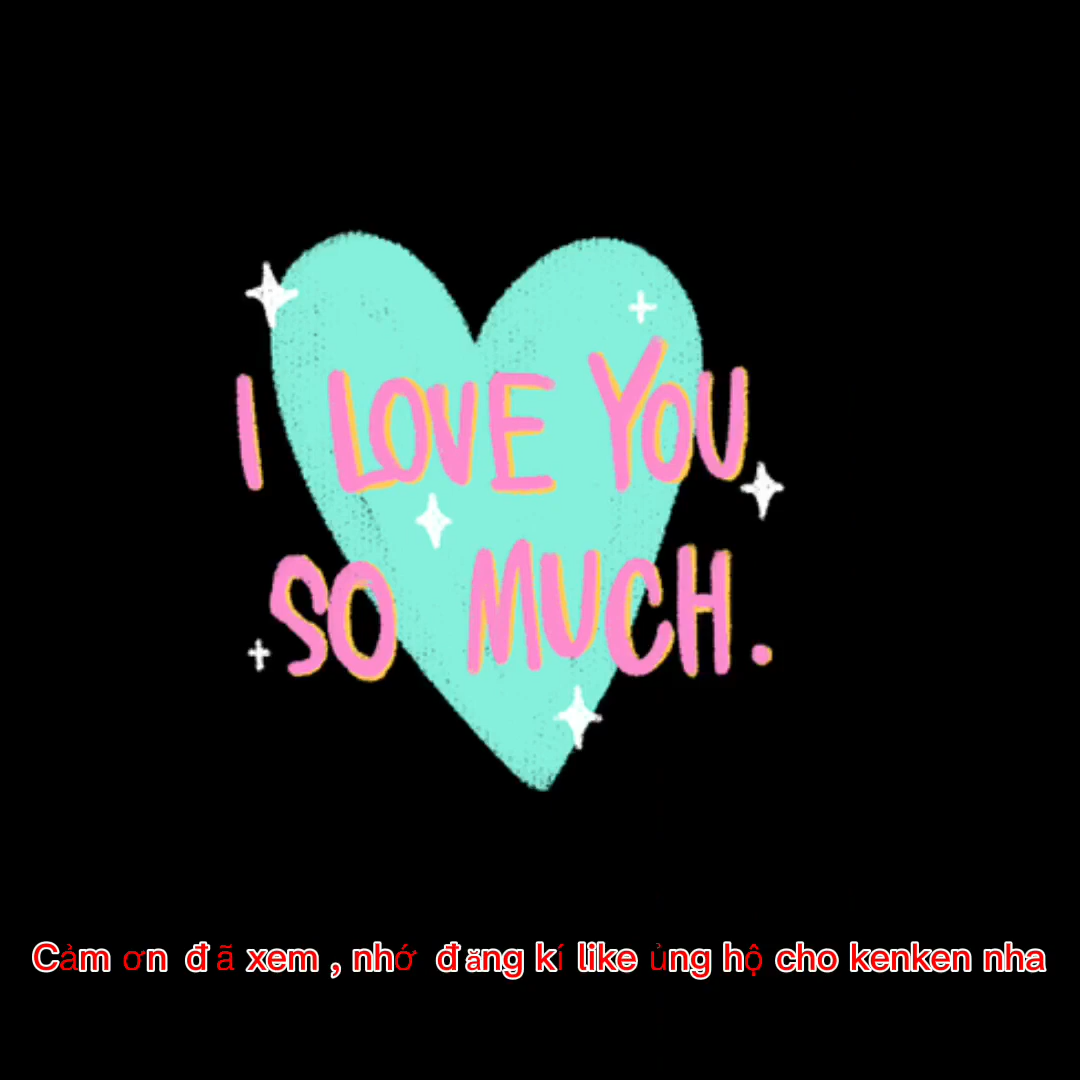 I LOVE YOU
SO MUCH.
Cảm ơn đã xem , nhớ đăng kí like ủng hộ cho kenken nha